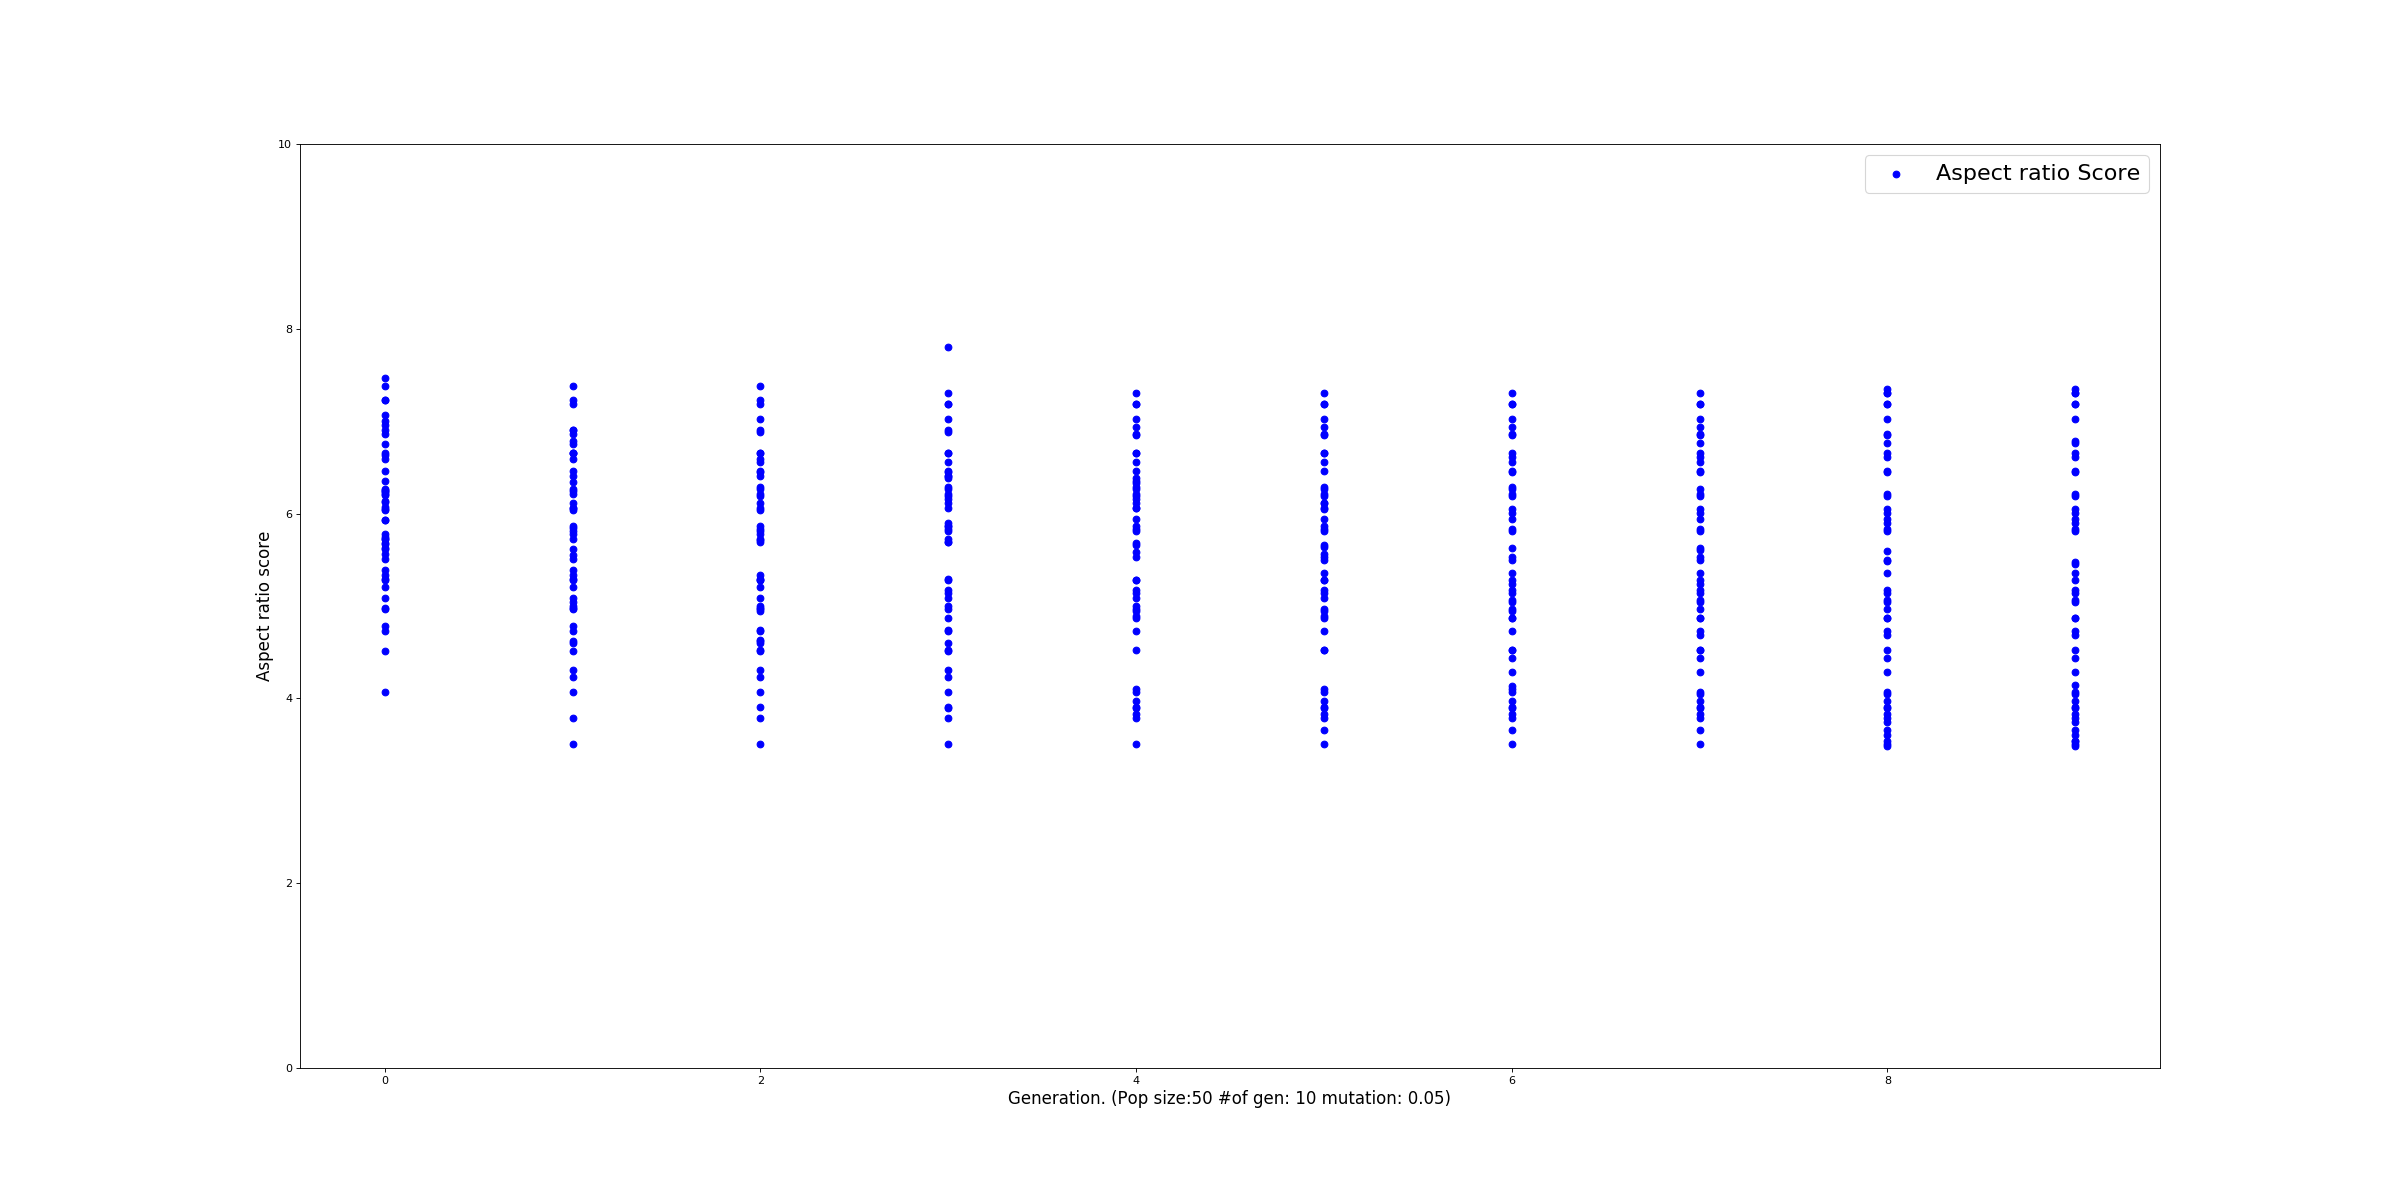 10
Aspect ratio Score
8
6
4
2
0
Aspect ratio score
0 2 4 6 8
Generation. (Pop size:50 #of gen: 10 mutation: 0.05)